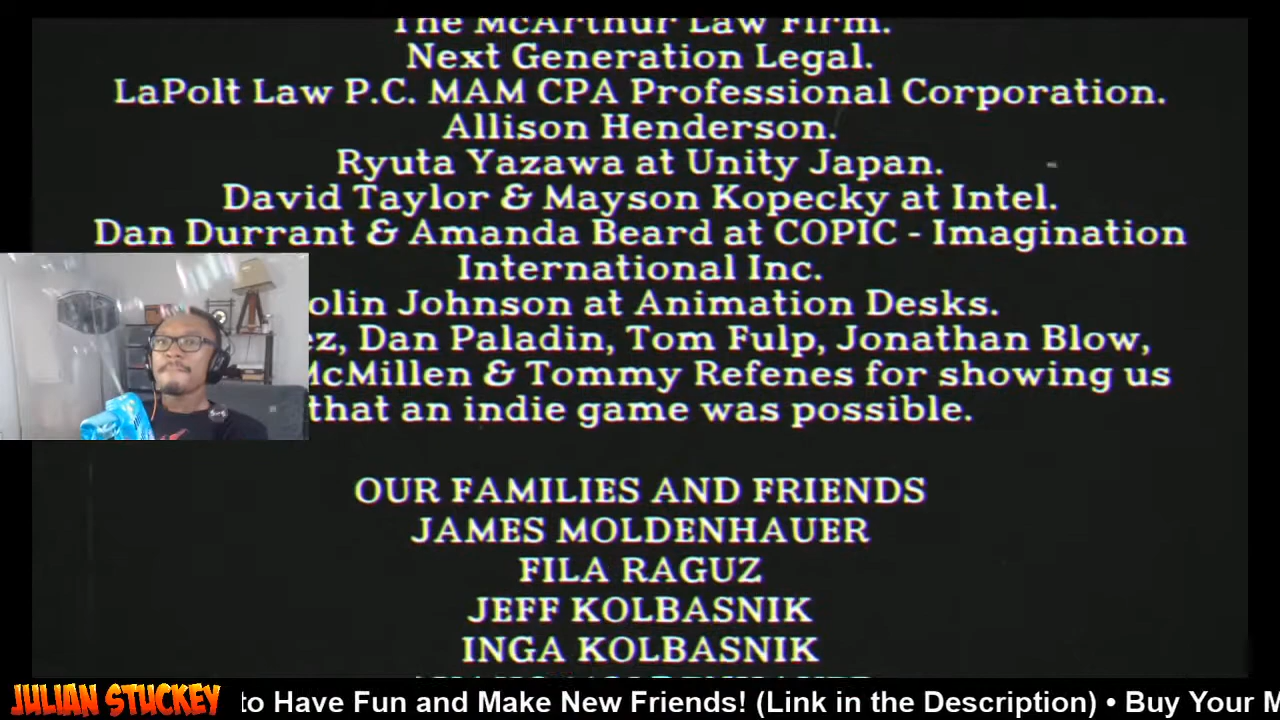 The McArthur Law Firm.
Next Generation Legal.
LaPolt Law P.C. MAM CPA Professional Corporation.
Allison Henderson.
Ryuta Yazawa at Unity Japan.
David Taylor & Mayson Kopecky at Intel.
Dan Durrant & Amanda Beard at COPIC - Imagination
International Inc.
olin Johnson at Animation Desks.
ez, Dan Paladin, Tom Fulp, Jonathan Blow,
McMillen & Tommy Refenes for showing us
that an indie game was possible.
OUR FAMILIES AND FRIENDS
JAMES MOLDENHAUER
FILA RAGUZ
JEFF KOLBASNIK
INGA KOLBASNIK
JULIAN STUCKEY
to Have Fun and Make New Friends! (Link in the Description) • Buy Your M